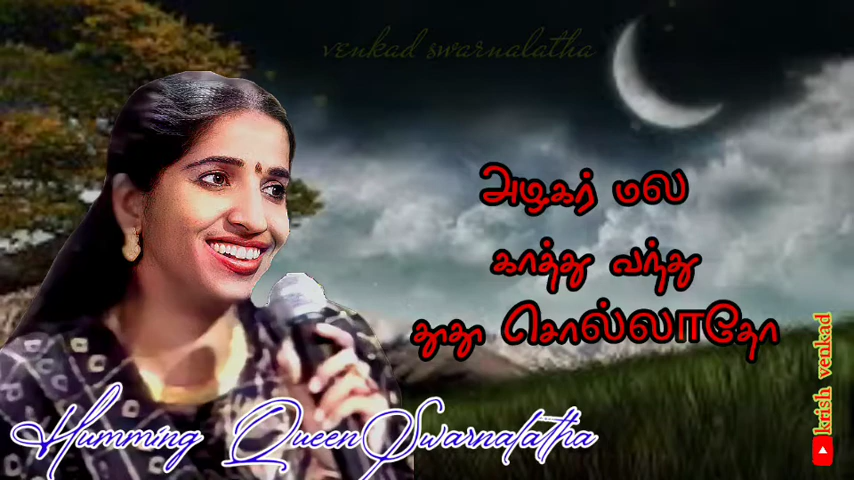 venkad swarnalatha
அழகர் மல
காத்து வந்து
தூது சொல்லாதோ
Humming Queen Swarnalatha
krish venkad